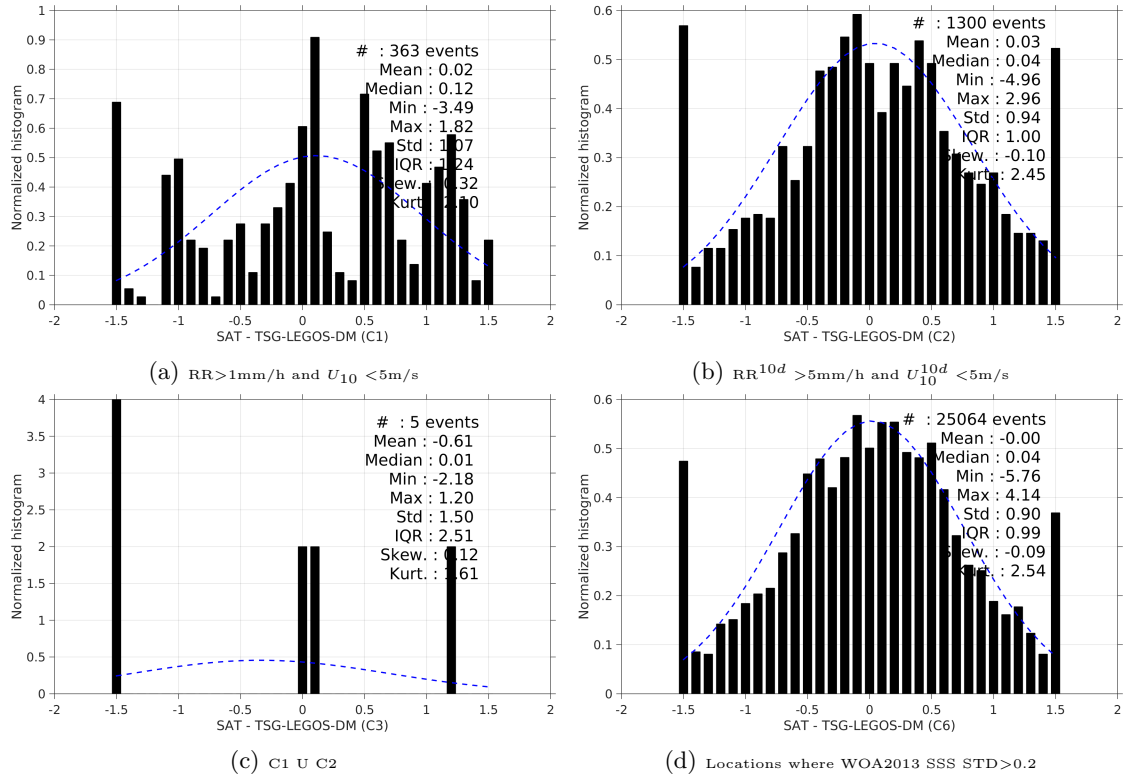 1
0.9
0.8
0.7
0.6
0.5
0.4
0.3
0.2
0.1
0
Normalized histogram
# : 363 events
Mean : 0.02
Median : 0.12
Min : -3.49
Max : 1.82
Std : 1.07
IQR : 1.24
Skew. :
Kurt. : 2.10
-2 -1.5 -1 -0.5 0 0.5 1 1.5 2
SAT - TSG-LEGOS-DM (C1)
(a) RR>1mm/h and U10 <5m/s
0.6
0.5
0.4
0.3
0.2
0.1
0
Normalized histogram
# : 1300 events
Mean : 0.03
Median : 0.04
Min : -4.96
Max : 2.96
Std : 0.94
IQR : 1.00
Skew. : -0.10
Kurt. : 2.45
-2 -1.5 -1 -0.5 0 0.5 1 1.5 2
SAT - TSG-LEGOS-DM (C2)
(b) RR^10d >5mm/h and U10^10d <5m/s
4
3.5
3
2.5
2
1.5
1
0.5
0
Normalized histogram
# : 5 events
Mean : -0.61
Median : 0.01
Min : -2.18
Max : 1.20
Std : 1.50
IQR : 2.51
Skew. : 0.12
Kurt. : 1.61
-2 -1.5 -1 -0.5 0 0.5 1 1.5 2
SAT - TSG-LEGOS-DM (C3)
(c) C1 U C2
0.6
0.5
0.4
0.3
0.2
0.1
0
Normalized histogram
# : 25064 events
Mean : -0.00
Median : 0.04
Min : -5.76
Max : 4.14
Std : 0.90
IQR : 0.99
Skew. : -0.09
Kurt. : 2.54
-2 -1.5 -1 -0.5 0 0.5 1 1.5 2
SAT - TSG-LEGOS-DM (C6)
(d) Locations where WOA2013 SSS STD>0.2